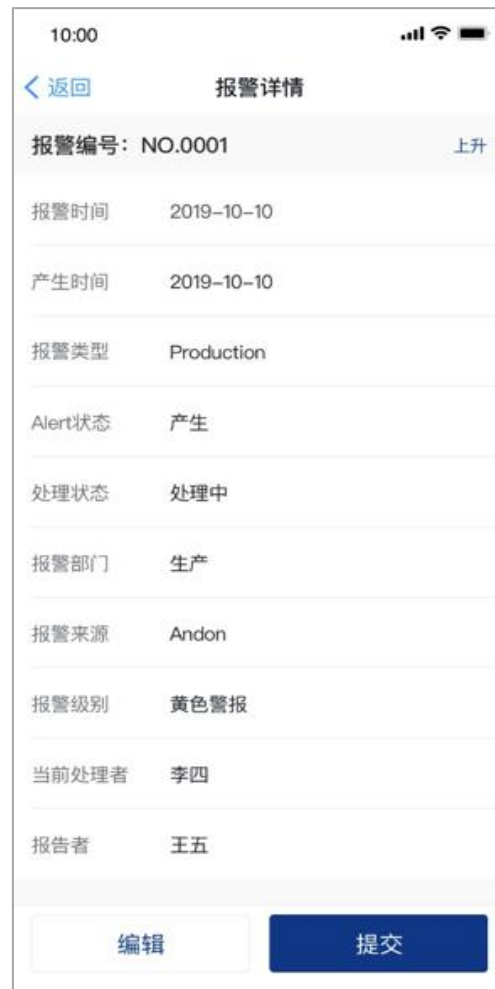 10:00
返回 报警详情
报警编号：NO.0001 上升
报警时间 2019-10-10
产生时间 2019-10-10
报警类型 Production
Alert状态 产生
处理状态 处理中
报警部门 生产
报警来源 Andon
报警级别 黄色警报
当前处理者 李四
报告者 王五
编辑 提交